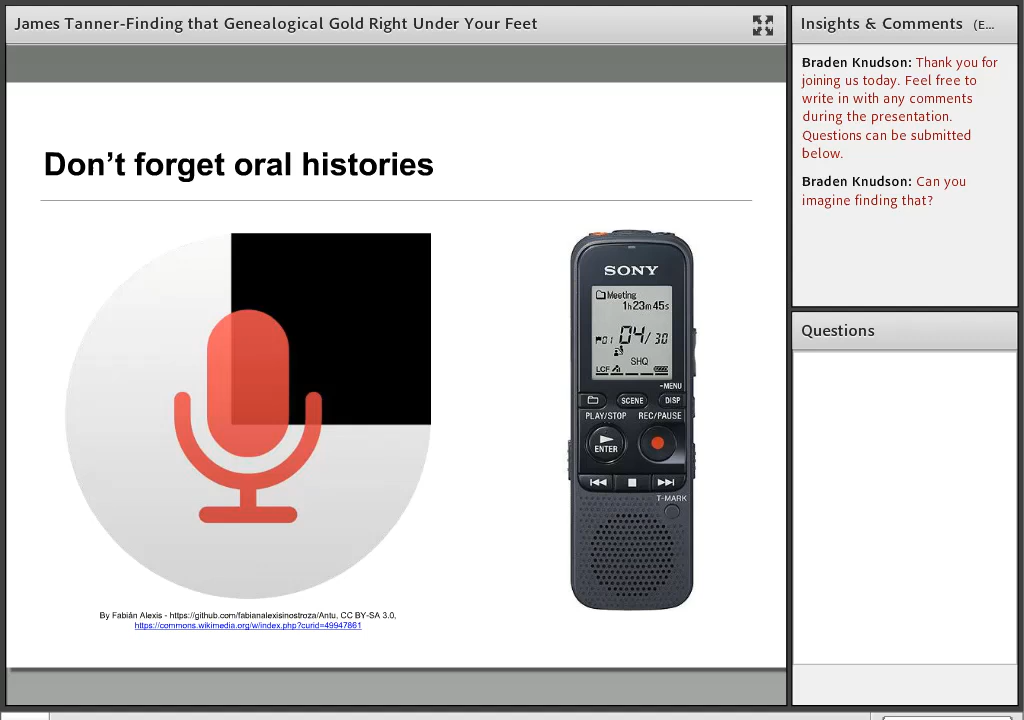 James Tanner-Finding that Genealogical Gold Right Under Your Feet
Don’t forget oral histories
SONY
Meeting
1h23m45s
01 04/30
SHQ
LCF
MENU
SCENE
DISP
PLAY/STOP REC/PAUSE
ENTER
T-MARK
By Fabián Alexis - https://github.com/fabianalexisinostroza/Antu, CC BY-SA 3.0,
https://commons.wikimedia.org/w/index.php?curid=49947861
Insights & Comments (E...
Braden Knudson: Thank you for
joining us today. Feel free to
write in with any comments
during the presentation.
Questions can be submitted
below.
Braden Knudson: Can you
imagine finding that?
Questions